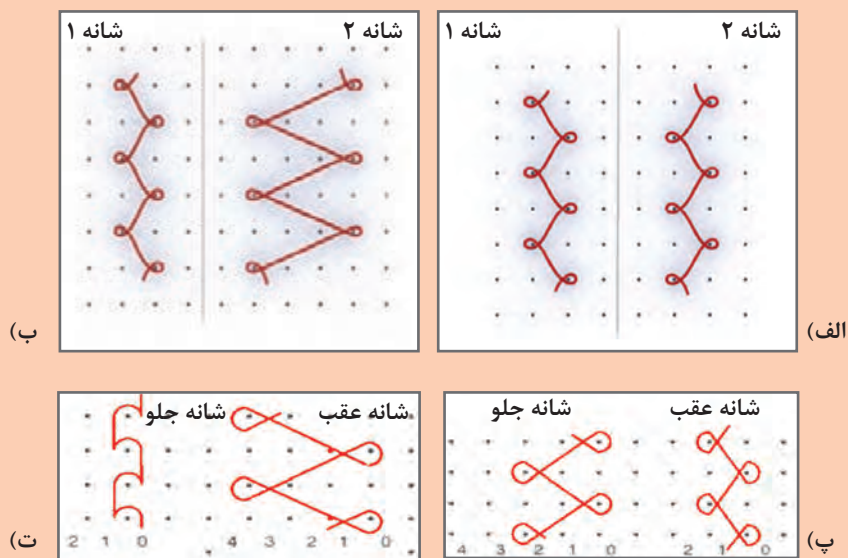 شانه ۲ شانه ۱
الف)
شانه ۲ شانه ۱
ب)
شانه عقب شانه جلو
4 3 2 1 0 2 1 0
پ)
شانه عقب شانه جلو
2 1 0 4 3 2 1 0
ت)